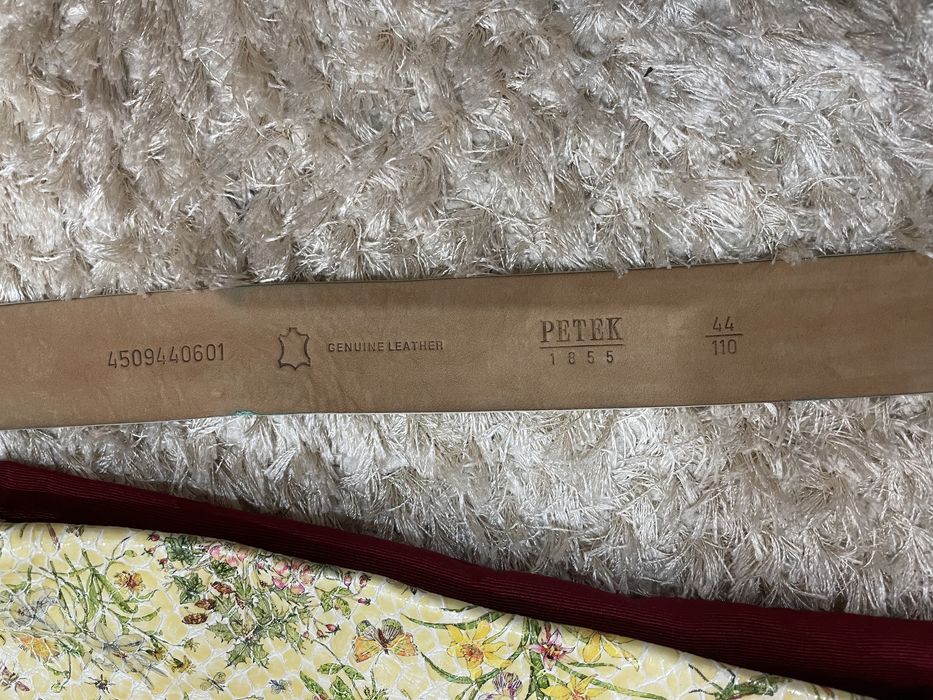 4509440601
GENUINE LEATHER
PETEK
1855
44
110